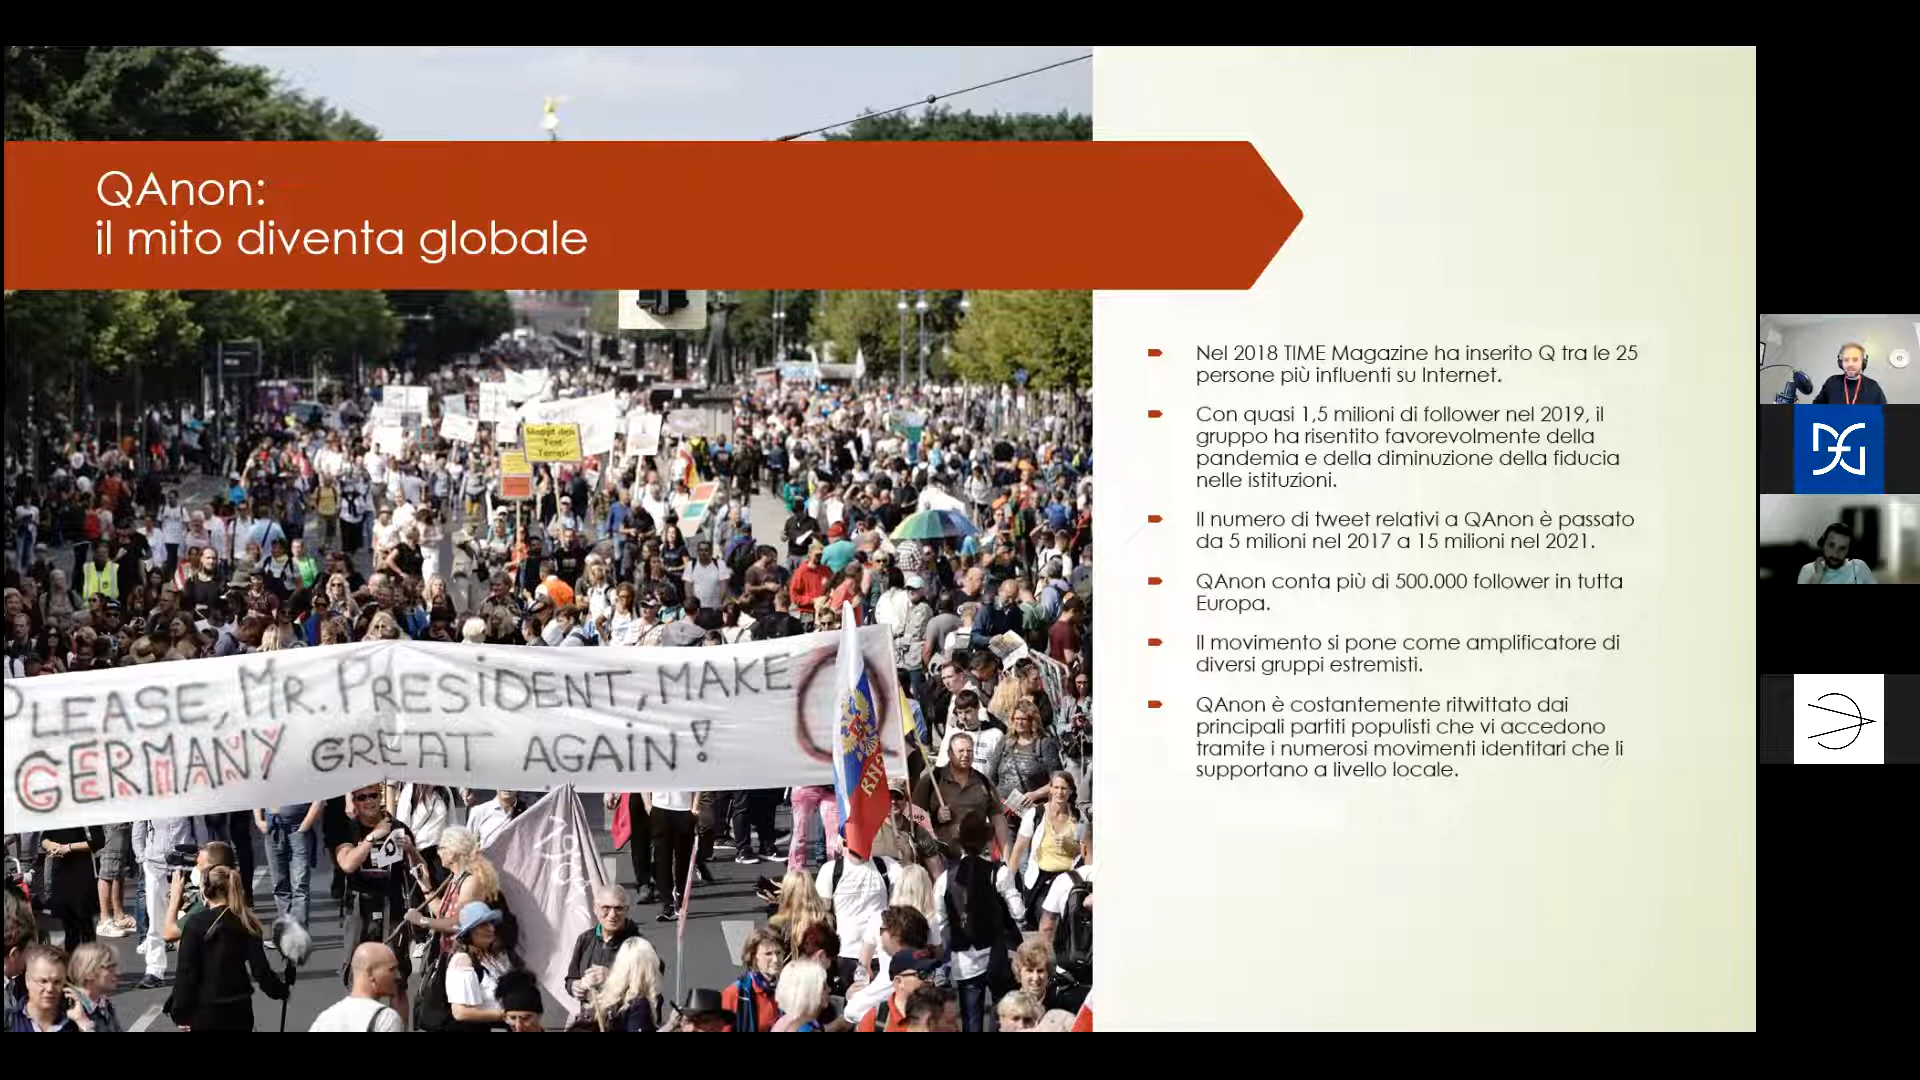 QAnon:
il mito diventa globale
Nel 2018 TIME Magazine ha inserito Q tra le 25
persone più influenti su Internet.
Con quasi 1,5 milioni di follower nel 2019, il
gruppo ha risentito favorevolmente della
pandemia e della diminuzione della fiducia
nelle istituzioni.
Il numero di tweet relativi a QAnon è passato
da 5 milioni nel 2017 a 15 milioni nel 2021.
QAnon conta più di 500.000 follower in tutta
Europa.
Il movimento si pone come amplificatore di
diversi gruppi estremisti.
QAnon è costantemente ritwittato dai
principali partiti populisti che vi accedono
tramite i numerosi movimenti identitari che li
supportano a livello locale.
Stoppt den
Test-
Terror!
PLEASE, MR. PRESIDENT, MAKE
GERMANY GREAT AGAIN!
Q